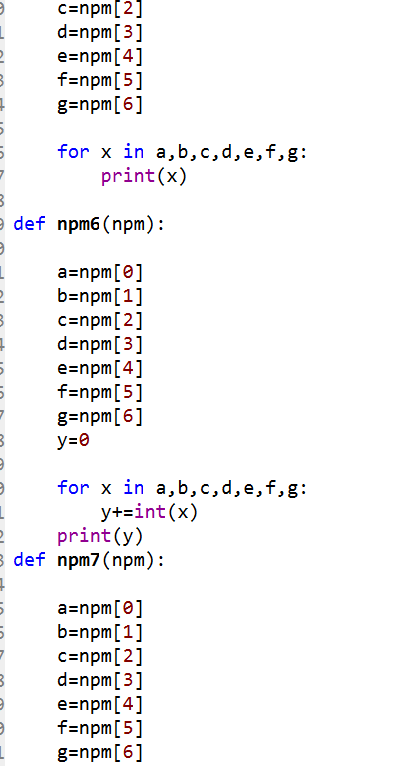 c=npm[2]
d=npm[3]
e=npm[4]
f=npm[5]
g=npm[6]
for x in a,b,c,d,e,f,g:
print(x)
def npm6(npm):
a=npm[0]
b=npm[1]
c=npm[2]
d=npm[3]
e=npm[4]
f=npm[5]
g=npm[6]
y=0
for x in a,b,c,d,e,f,g:
y+=int(x)
print(y)
def npm7(npm):
a=npm[0]
b=npm[1]
c=npm[2]
d=npm[3]
e=npm[4]
f=npm[5]
g=npm[6]